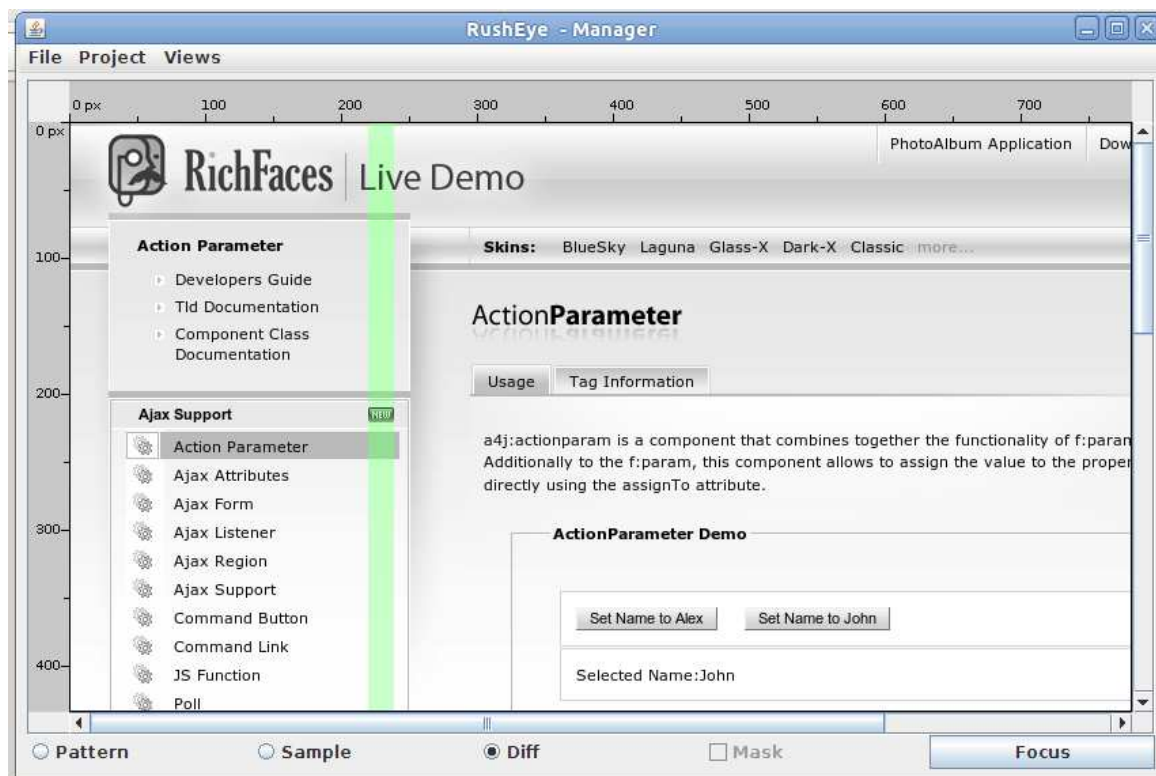 RushEye - Manager
File Project Views
0 px 100 200 300 400 500 600 700
0 px
PhotoAlbum Application Dow
RichFaces Live Demo
Action Parameter
Skins: BlueSky Laguna Glass-X Dark-X Classic more...
100
Developers Guide
Tld Documentation
Component Class
Documentation
ActionParameter
200
Usage Tag Information
Ajax Support NEW
Action Parameter
a4j:actionparam is a component that combines together the functionality of f:param
Ajax Attributes
Additionally to the f:param, this component allows to assign the value to the proper
directly using the assignTo attribute.
Ajax Form
300
Ajax Listener
ActionParameter Demo
Ajax Region
Ajax Support
Command Button
Set Name to Alex Set Name to John
Command Link
400
JS Function
Selected Name:John
Poll
Pattern Sample Diff Mask Focus